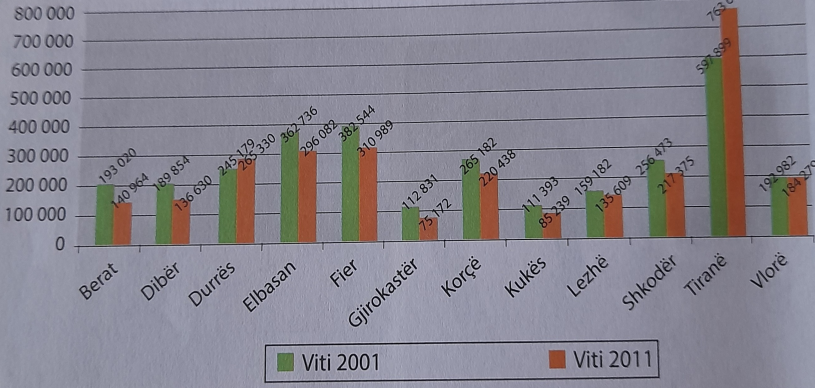 800 000
700 000
600 000
500 000
400 000
300 000
200 000
100 000
0
193 020
140 964
189 854
136 630
245 179
265 330
362 736
296 082
382 544
310 989
112 831
75 172
265 182
220 438
111 393
85 239
159 182
135 609
256 473
217 375
597 899
192 982
Berat
Dibër
Durrës
Elbasan
Fier
Gjirokastër
Korçë
Kukës
Lezhë
Shkodër
Tiranë
Vlorë
Viti 2001
Viti 2011